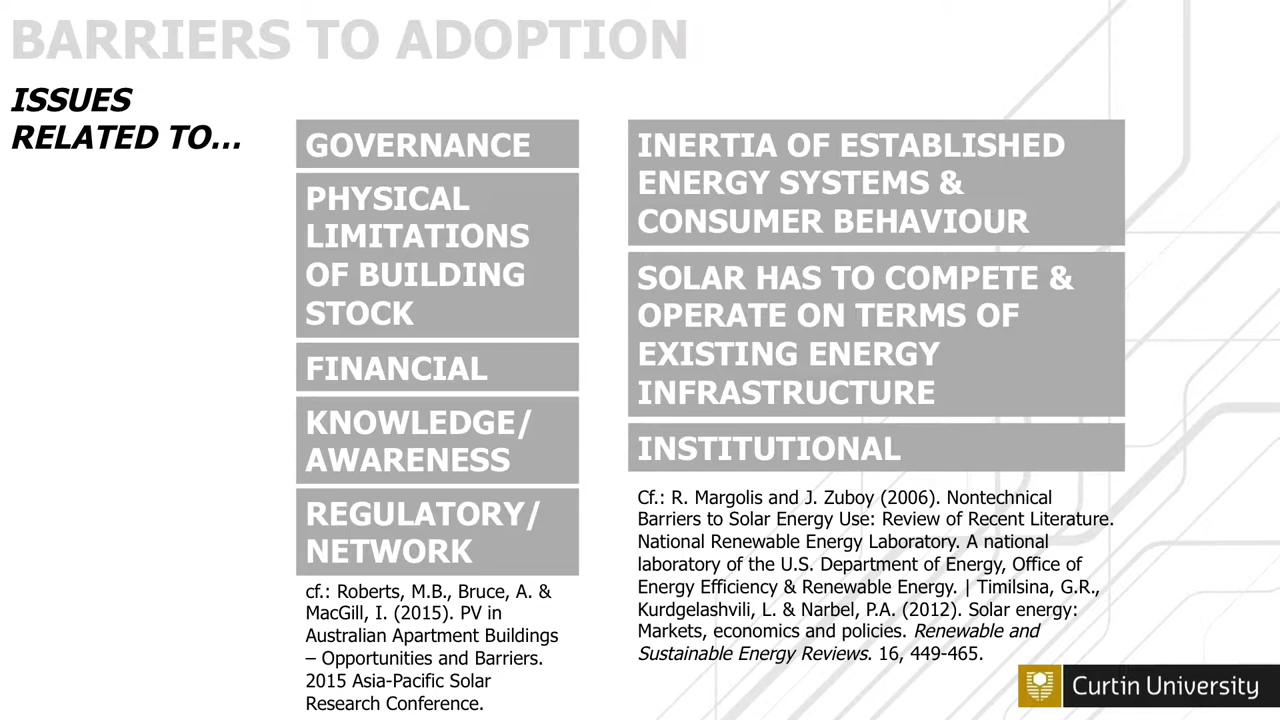 BARRIERS TO ADOPTION
ISSUES
RELATED TO…
GOVERNANCE
PHYSICAL
LIMITATIONS
OF BUILDING
STOCK
FINANCIAL
KNOWLEDGE/
AWARENESS
REGULATORY/
NETWORK
cf.: Roberts, M.B., Bruce, A. &
MacGill, I. (2015). PV in
Australian Apartment Buildings
– Opportunities and Barriers.
2015 Asia-Pacific Solar
Research Conference.
INERTIA OF ESTABLISHED
ENERGY SYSTEMS &
CONSUMER BEHAVIOUR
SOLAR HAS TO COMPETE &
OPERATE ON TERMS OF
EXISTING ENERGY
INFRASTRUCTURE
INSTITUTIONAL
Cf.: R. Margolis and J. Zuboy (2006). Nontechnical
Barriers to Solar Energy Use: Review of Recent Literature.
National Renewable Energy Laboratory. A national
laboratory of the U.S. Department of Energy, Office of
Energy Efficiency & Renewable Energy. | Timilsina, G.R.,
Kurdgelashvili, L. & Narbel, P.A. (2012). Solar energy:
Markets, economics and policies. Renewable and
Sustainable Energy Reviews. 16, 449-465.
Curtin University